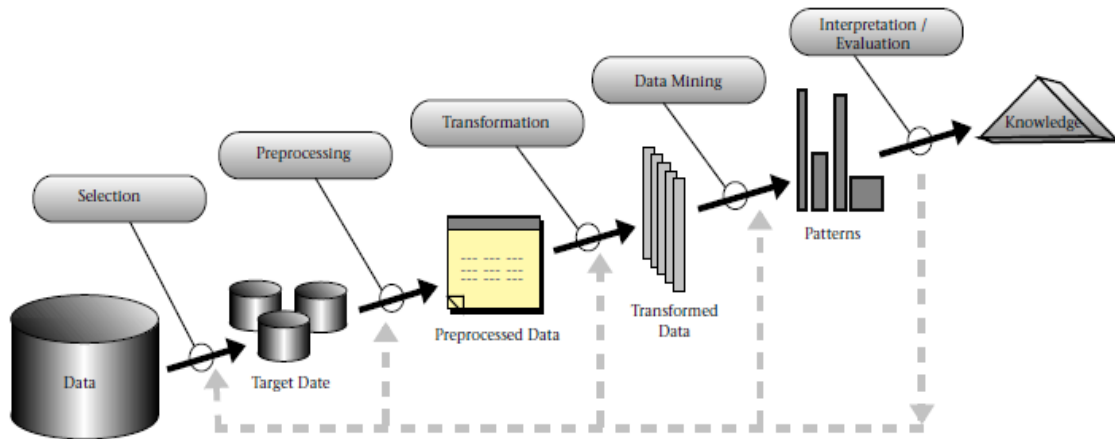 Interpretation /
Evaluation
Data Mining
Transformation
Preprocessing
Selection
Data
Target Date
Preprocessed Data
Transformed
Data
Patterns
Knowledge